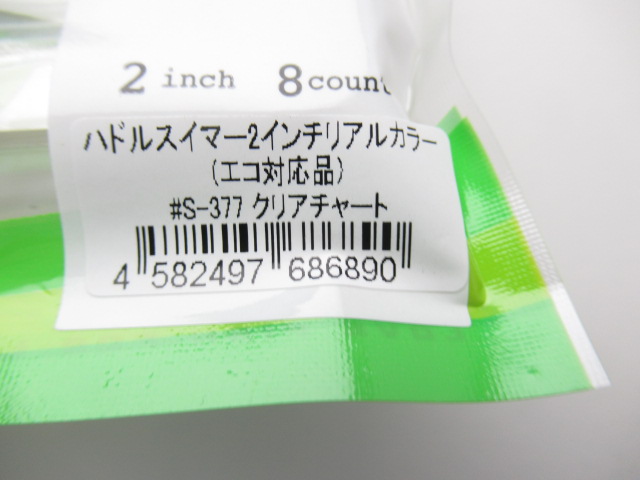 2 inch 8 count
ハドルスイマー2インチリアルカラー
(エコ対応品)
#S-377 クリアチャート
4 582497 686890